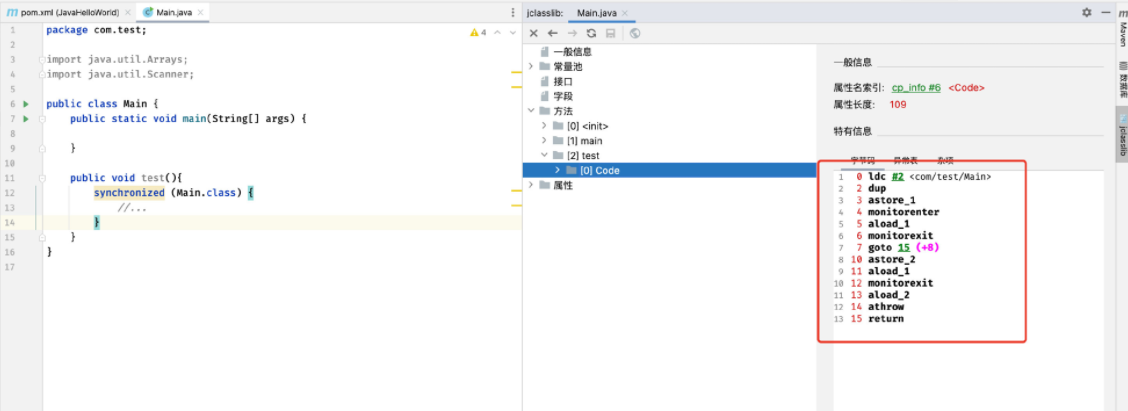 pom.xml (JavaHelloWorld)
Main.java
1 package com.test;
4
2
3 import java.util.Arrays;
4 import java.util.Scanner;
5
6 public class Main {
7 public static void main(String[] args) {
8
9 }
10
11 public void test(){
12 synchronized (Main.class) {
13 //...
14 }
15 }
16 }
17
jclasslib:
Main.java
一般信息
常量池
接口
字段
方法
[0] <init>
[1] main
[2] test
[0] Code
属性
一般信息
属性名索引: cp_info #6 <Code>
属性长度: 109
特有信息
字节码 异常表 杂项
1 0 ldc #2 <com/test/Main>
2 2 dup
3 3 astore_1
4 4 monitorenter
5 5 aload_1
6 6 monitorexit
7 7 goto 15 (+8)
8 10 astore_2
9 11 aload_1
10 12 monitorexit
11 13 aload_2
12 14 athrow
13 15 return
Maven
数据库
jclasslib